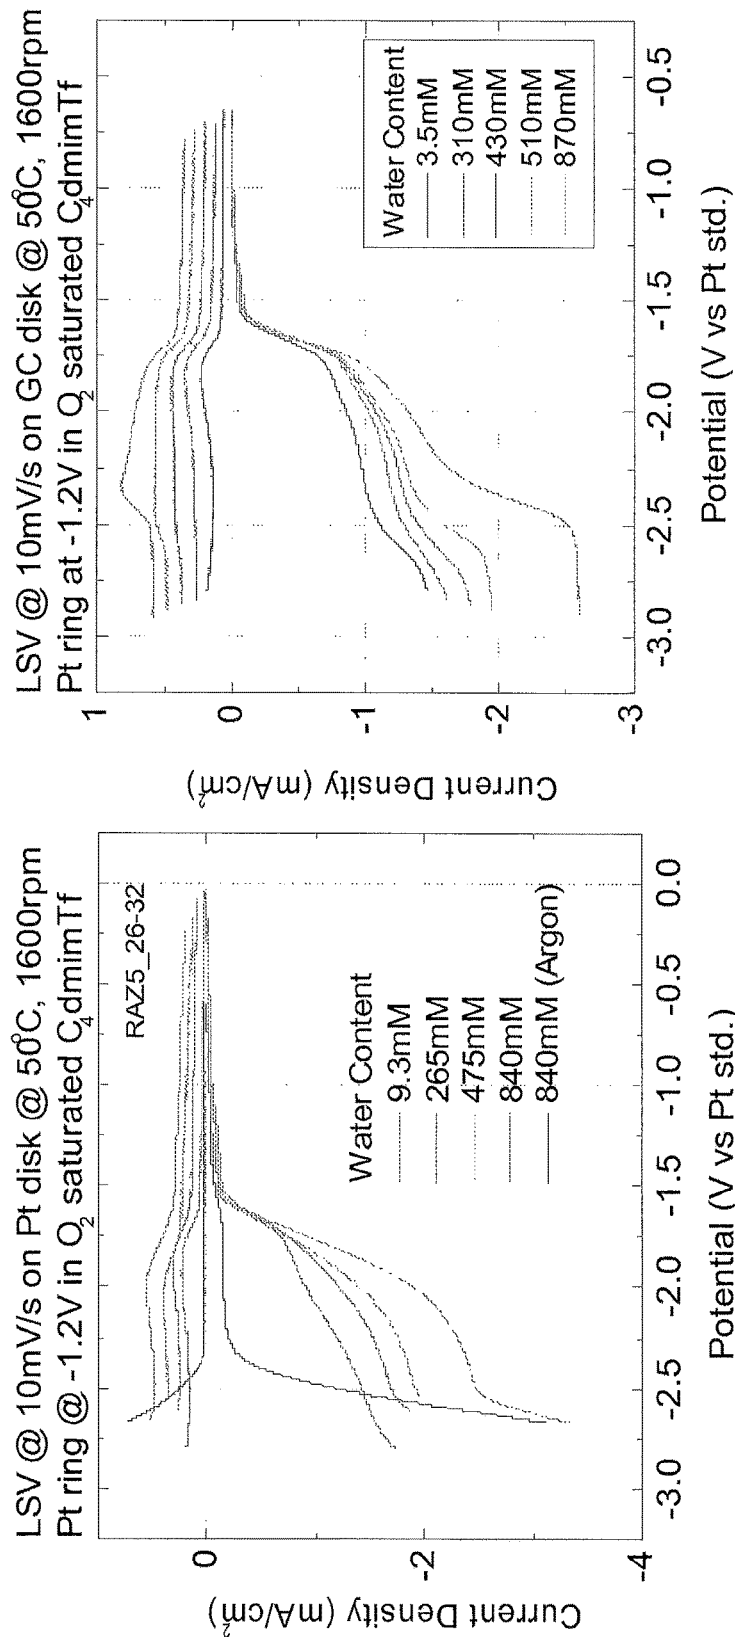 LSV @ 10mV/s on Pt disk @ 50°C, 1600rpm
Pt ring @ -1.2V in O2 saturated C4dmimTf
RAZ5_26-32
Current Density (mA/cm2)
0
-2
-4
Water Content
9.3mM
265mM
475mM
840mM
840mM (Argon)
-3.0
-2.5
-2.0
-1.5
-1.0
-0.5
0.0
Potential (V vs Pt std.)
LSV @ 10mV/s on GC disk @ 50°C, 1600rpm
Pt ring at -1.2V in O2 saturated C4dmimTf
Current Density (mA/cm2)
1
0
-1
-2
-3
Water Content
3.5mM
310mM
430mM
510mM
870mM
-3.0
-2.5
-2.0
-1.5
-1.0
-0.5
Potential (V vs Pt std.)